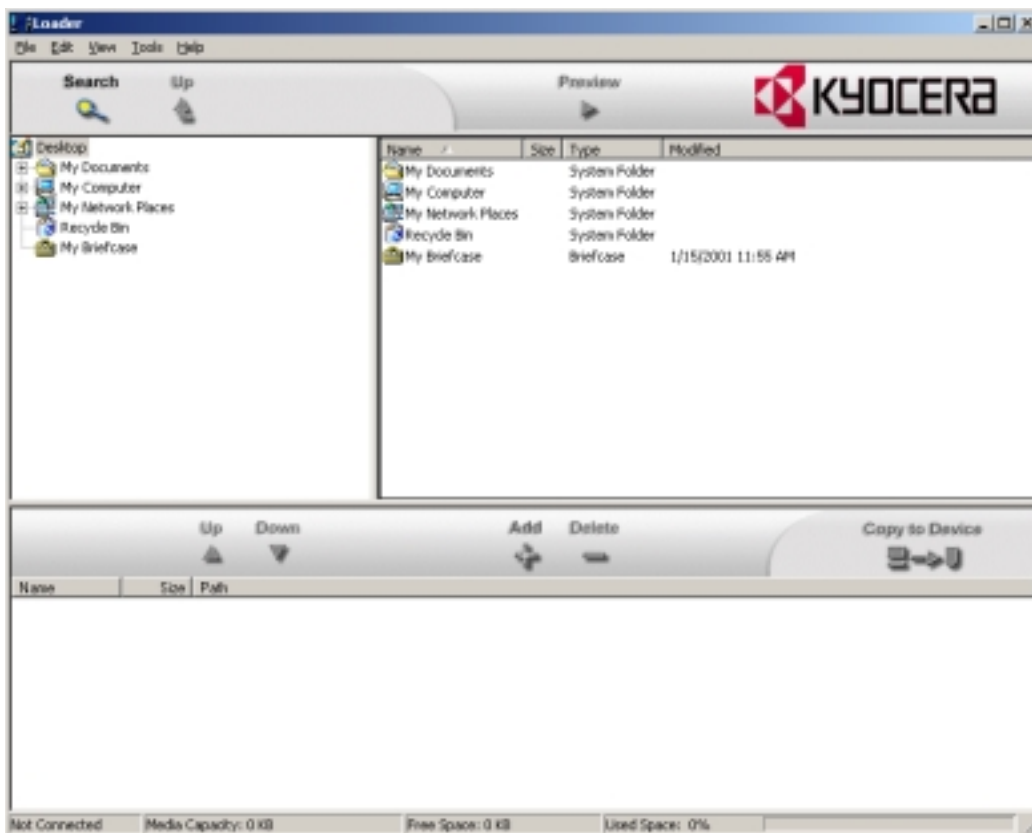 Loader
File Edit View Tools Help
Search Up Preview KYOCERA
Desktop
My Documents
My Computer
My Network Places
Recycle Bin
My Briefcase
Name Size Type Modified
My Documents System Folder
My Computer System Folder
My Network Places System Folder
Recycle Bin System Folder
My Briefcase Briefcase 1/15/2001 11:55 AM
Up Down Add Delete Copy to Device
Name Size Path
Not Connected Media Capacity: 0 KB Free Space: 0 KB Used Space: 0%